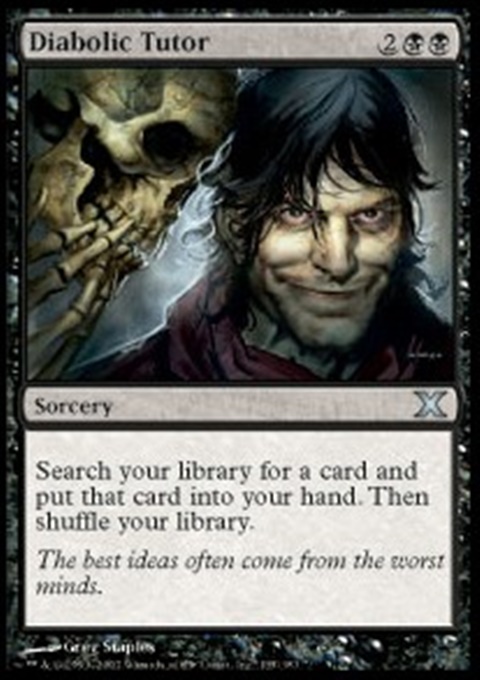 Diabolic Tutor 2
Sorcery X
Search your library for a card and
put that card into your hand. Then
shuffle your library.
The best ideas often come from the worst
minds.
Greg Staples